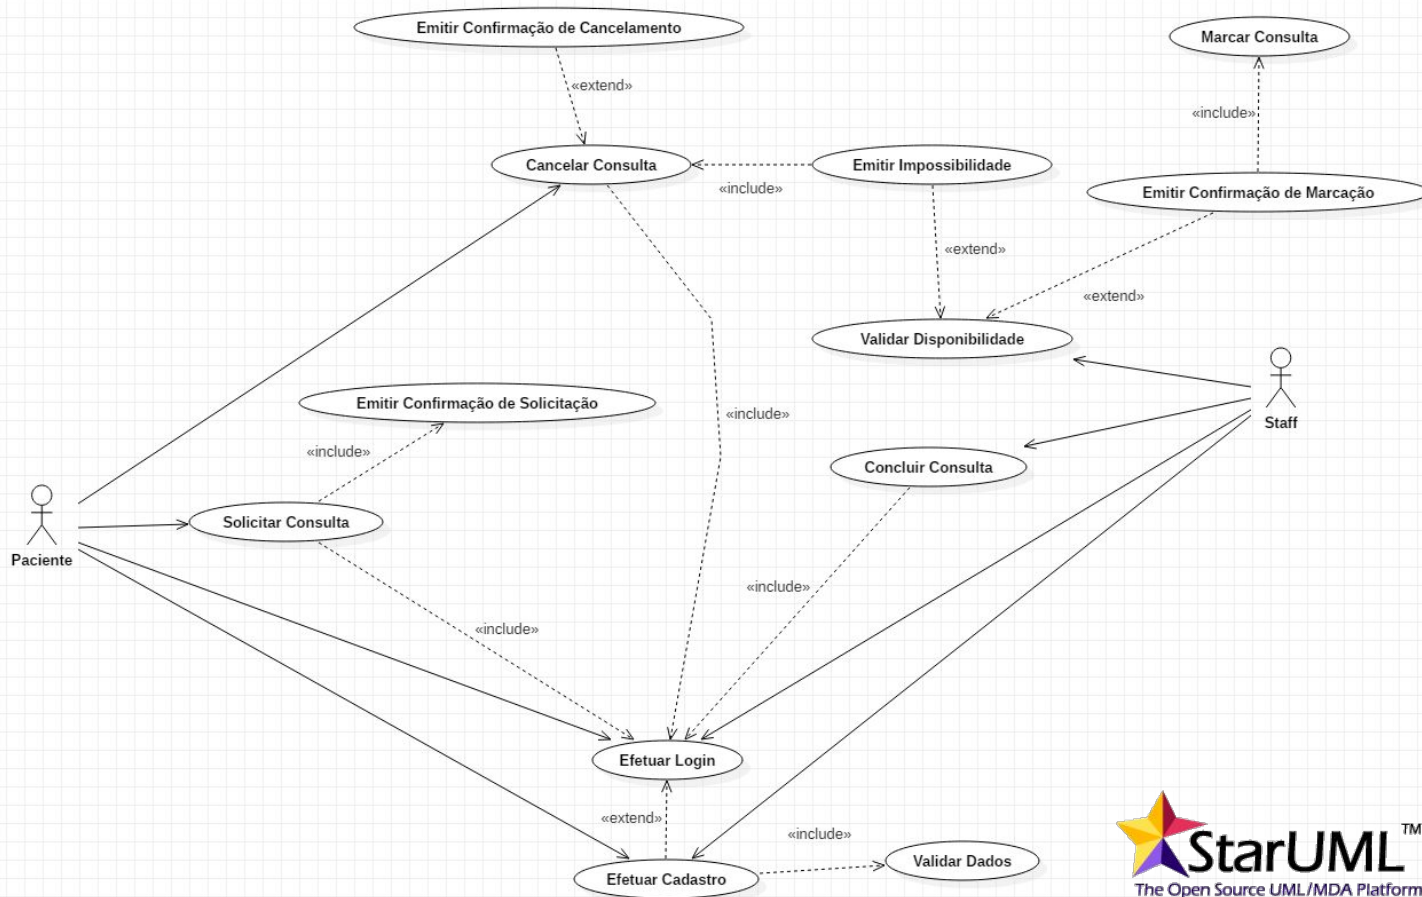 Emitir Confirmação de Cancelamento
Marcar Consulta
«extend»
«include»
Cancelar Consulta
Emitir Impossibilidade
«include»
Emitir Confirmação de Marcação
«extend»
«extend»
Validar Disponibilidade
Emitir Confirmação de Solicitação
«include»
Staff
«include»
Concluir Consulta
Solicitar Consulta
Paciente
«include»
«include»
Efetuar Login
«extend»
«include»
Validar Dados
Efetuar Cadastro
StarUML™
The Open Source UML/MDA Platform